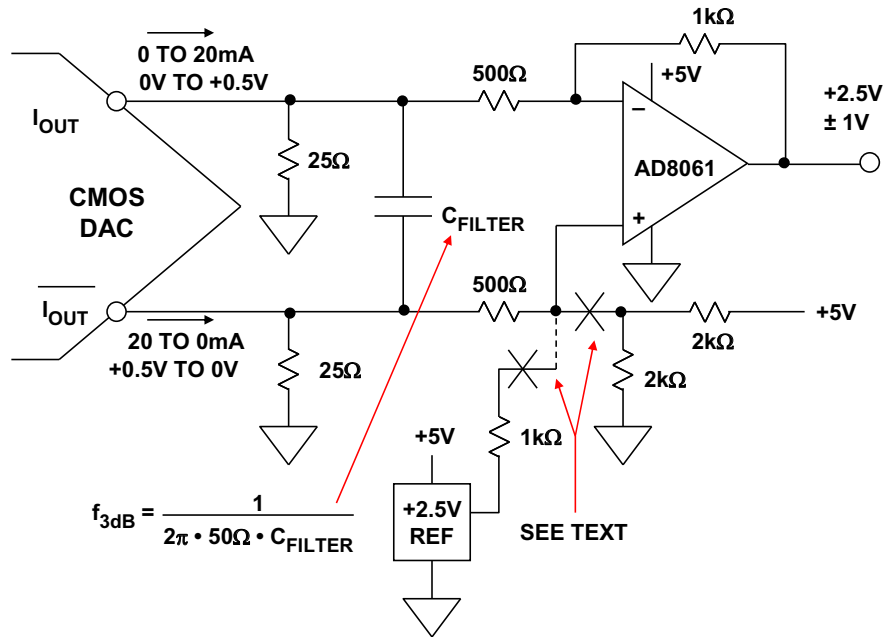 0 TO 20mA
0V TO +0.5V
IOUT
CMOS
DAC
IOUT
20 TO 0mA
+0.5V TO 0V
25Ω
25Ω
CFILTER
500Ω
500Ω
1kΩ
+5V
–
AD8061
+
+2.5V
± 1V
2kΩ
+5V
2kΩ
1kΩ
+5V
+2.5V
REF
SEE TEXT
f3dB = 1 / 2π • 50Ω • CFILTER